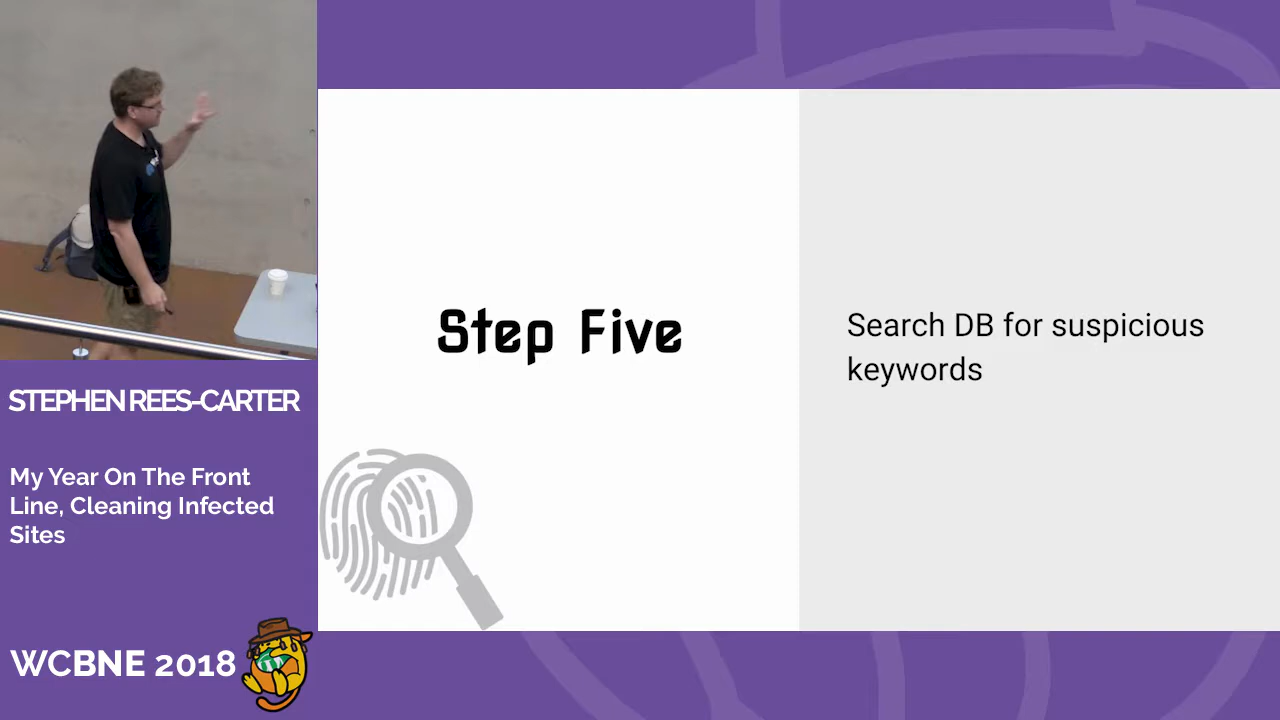 Step Five
Search DB for suspicious
keywords
STEPHEN REES-CARTER
My Year On The Front
Line, Cleaning Infected
Sites
WCBNE 2018